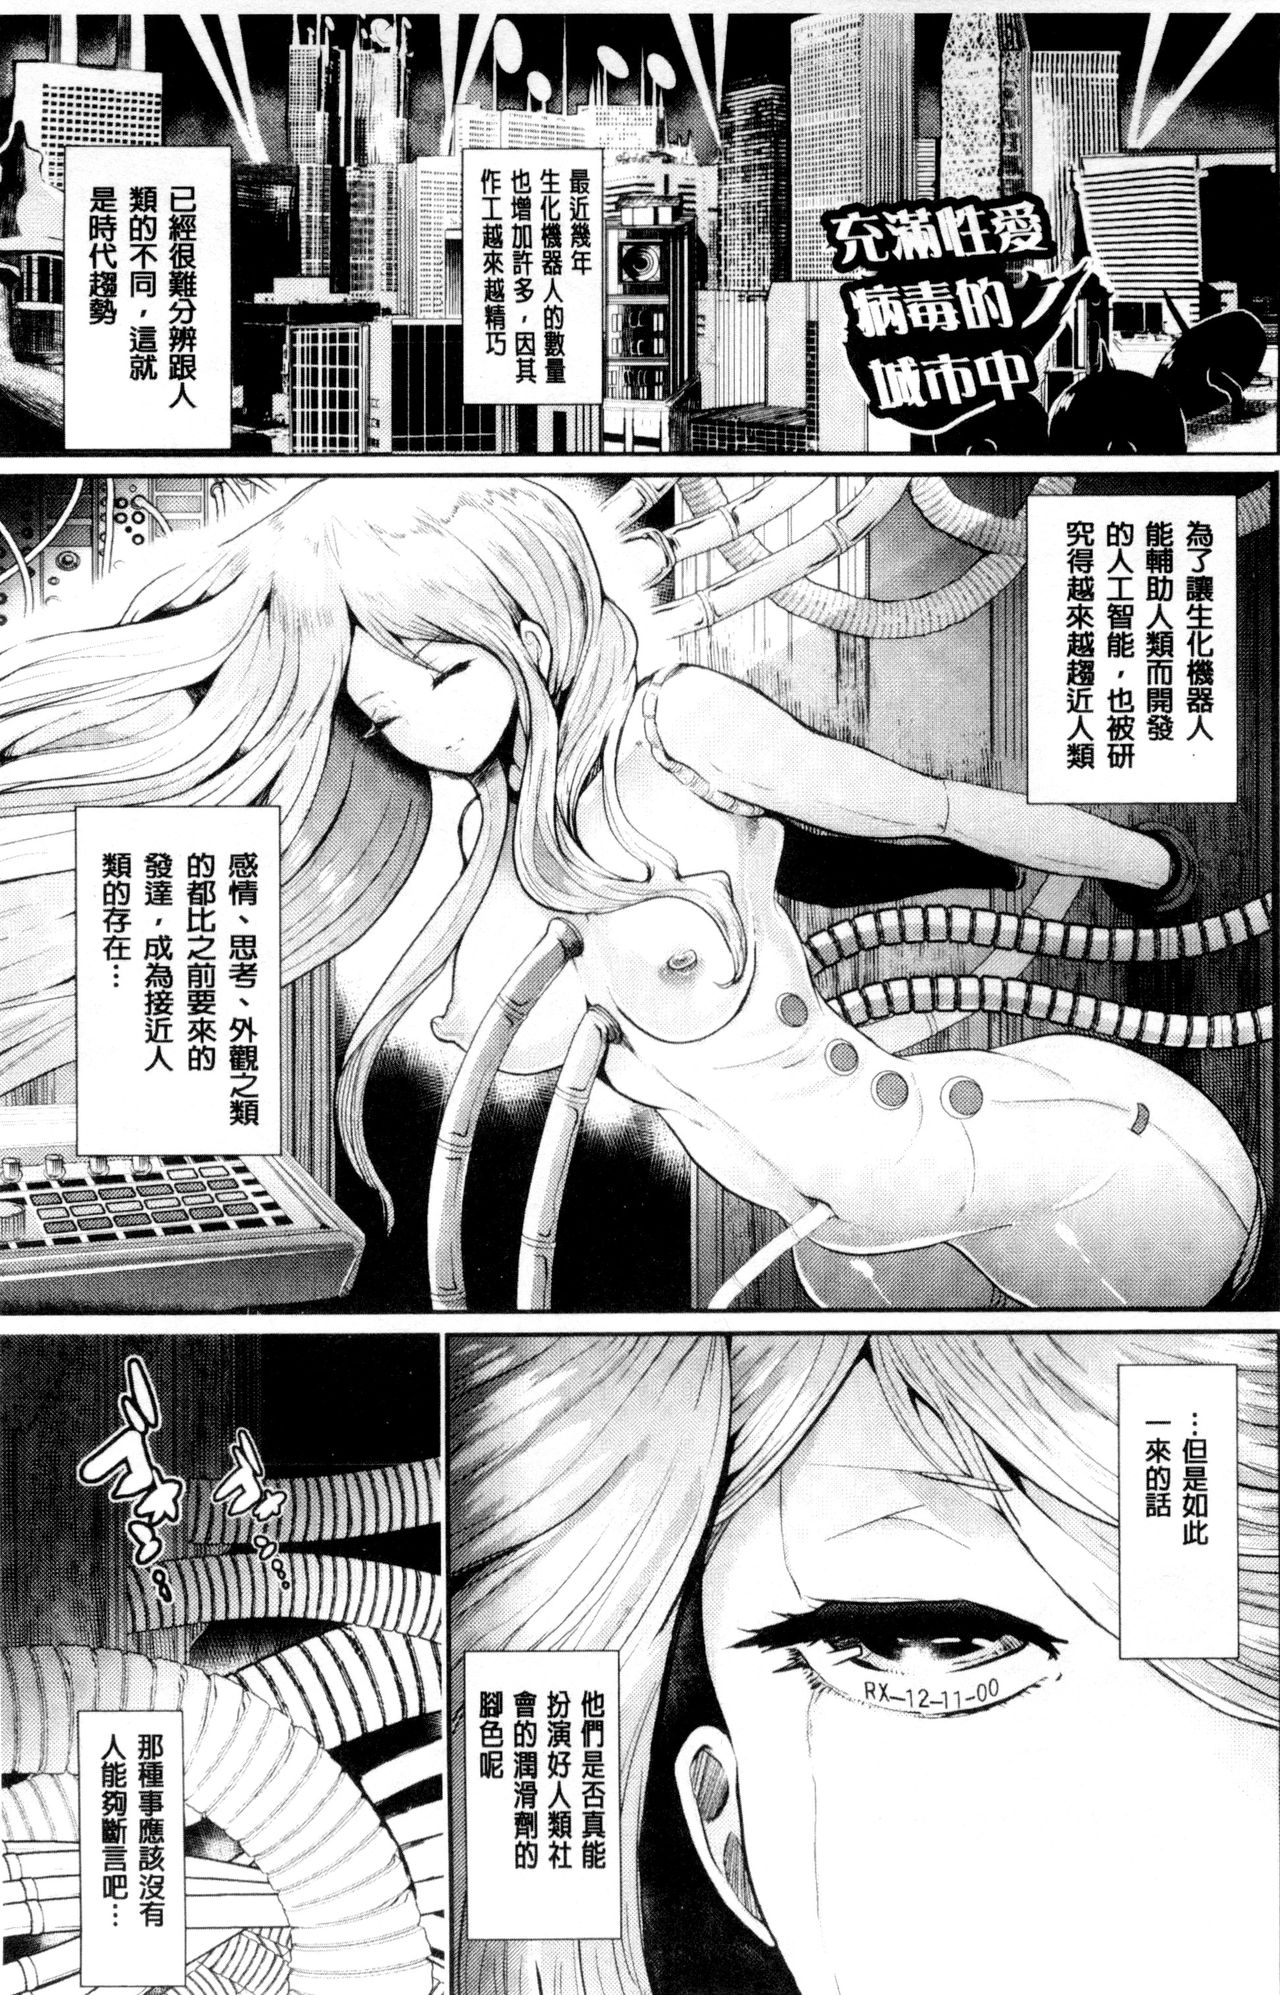 充滿性愛
病毒的
城市中
最近幾年
生化機器人的數量
也增加許多，因其
作工越來越精巧
已經很難分辨跟人
類的不同，這就
是時代趨勢
為了讓生化機器人
能輔助人類而開發
的人工智能，也被研
究得越來越趨近人類
感情、思考、外觀之類
的都比之前要來的
發達，成為接近人
類的存在…
…但是如此
一來的話
RX-12-11-00
他們是否真能
扮演好人類社
會的潤滑劑的
腳色呢
那種事應該沒有
人能夠斷言吧…